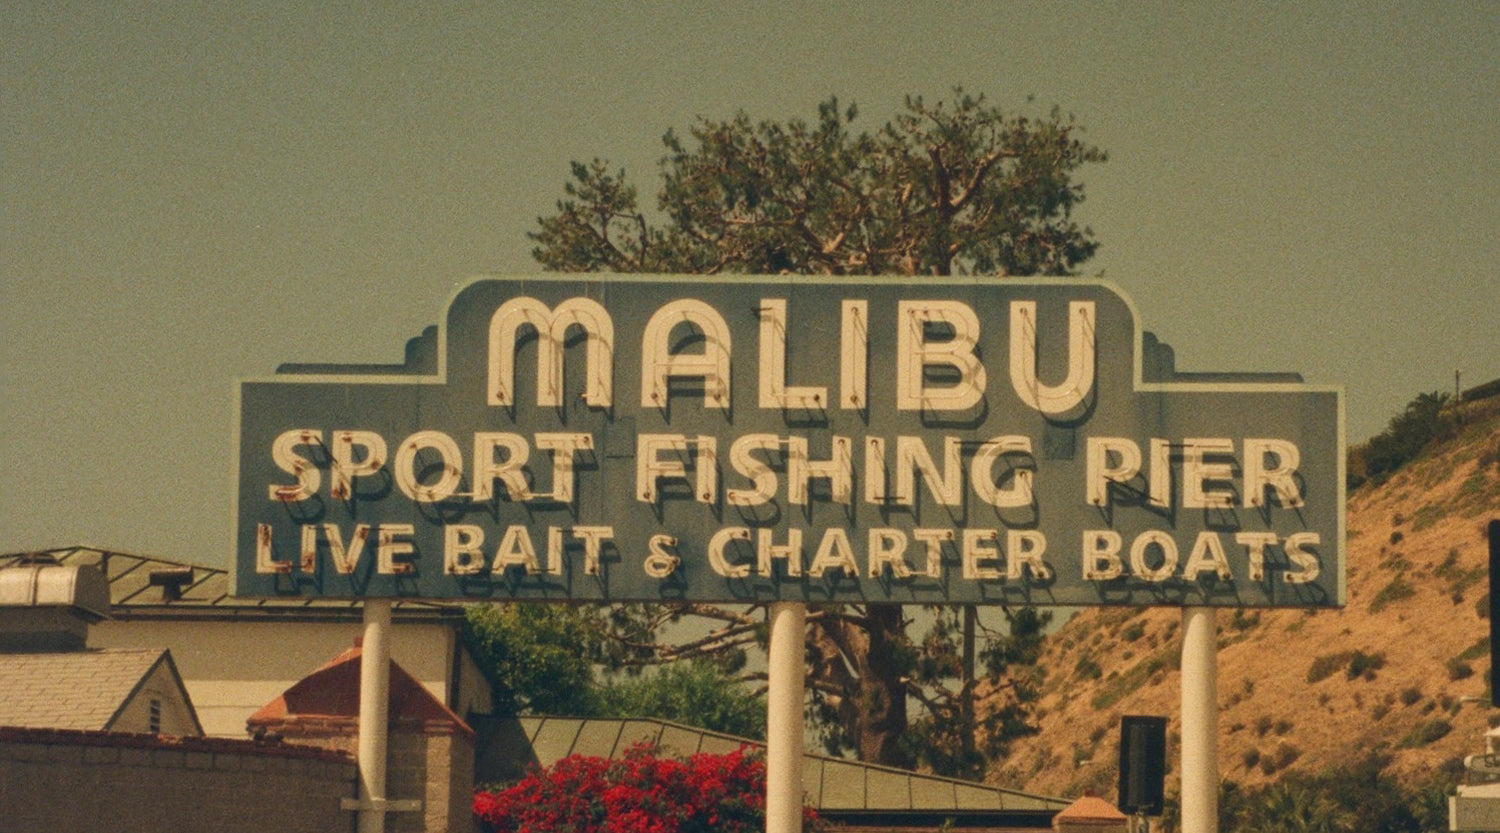 MALIBU
SPORT FISHING PIER
LIVE BAIT & CHARTER BOATS